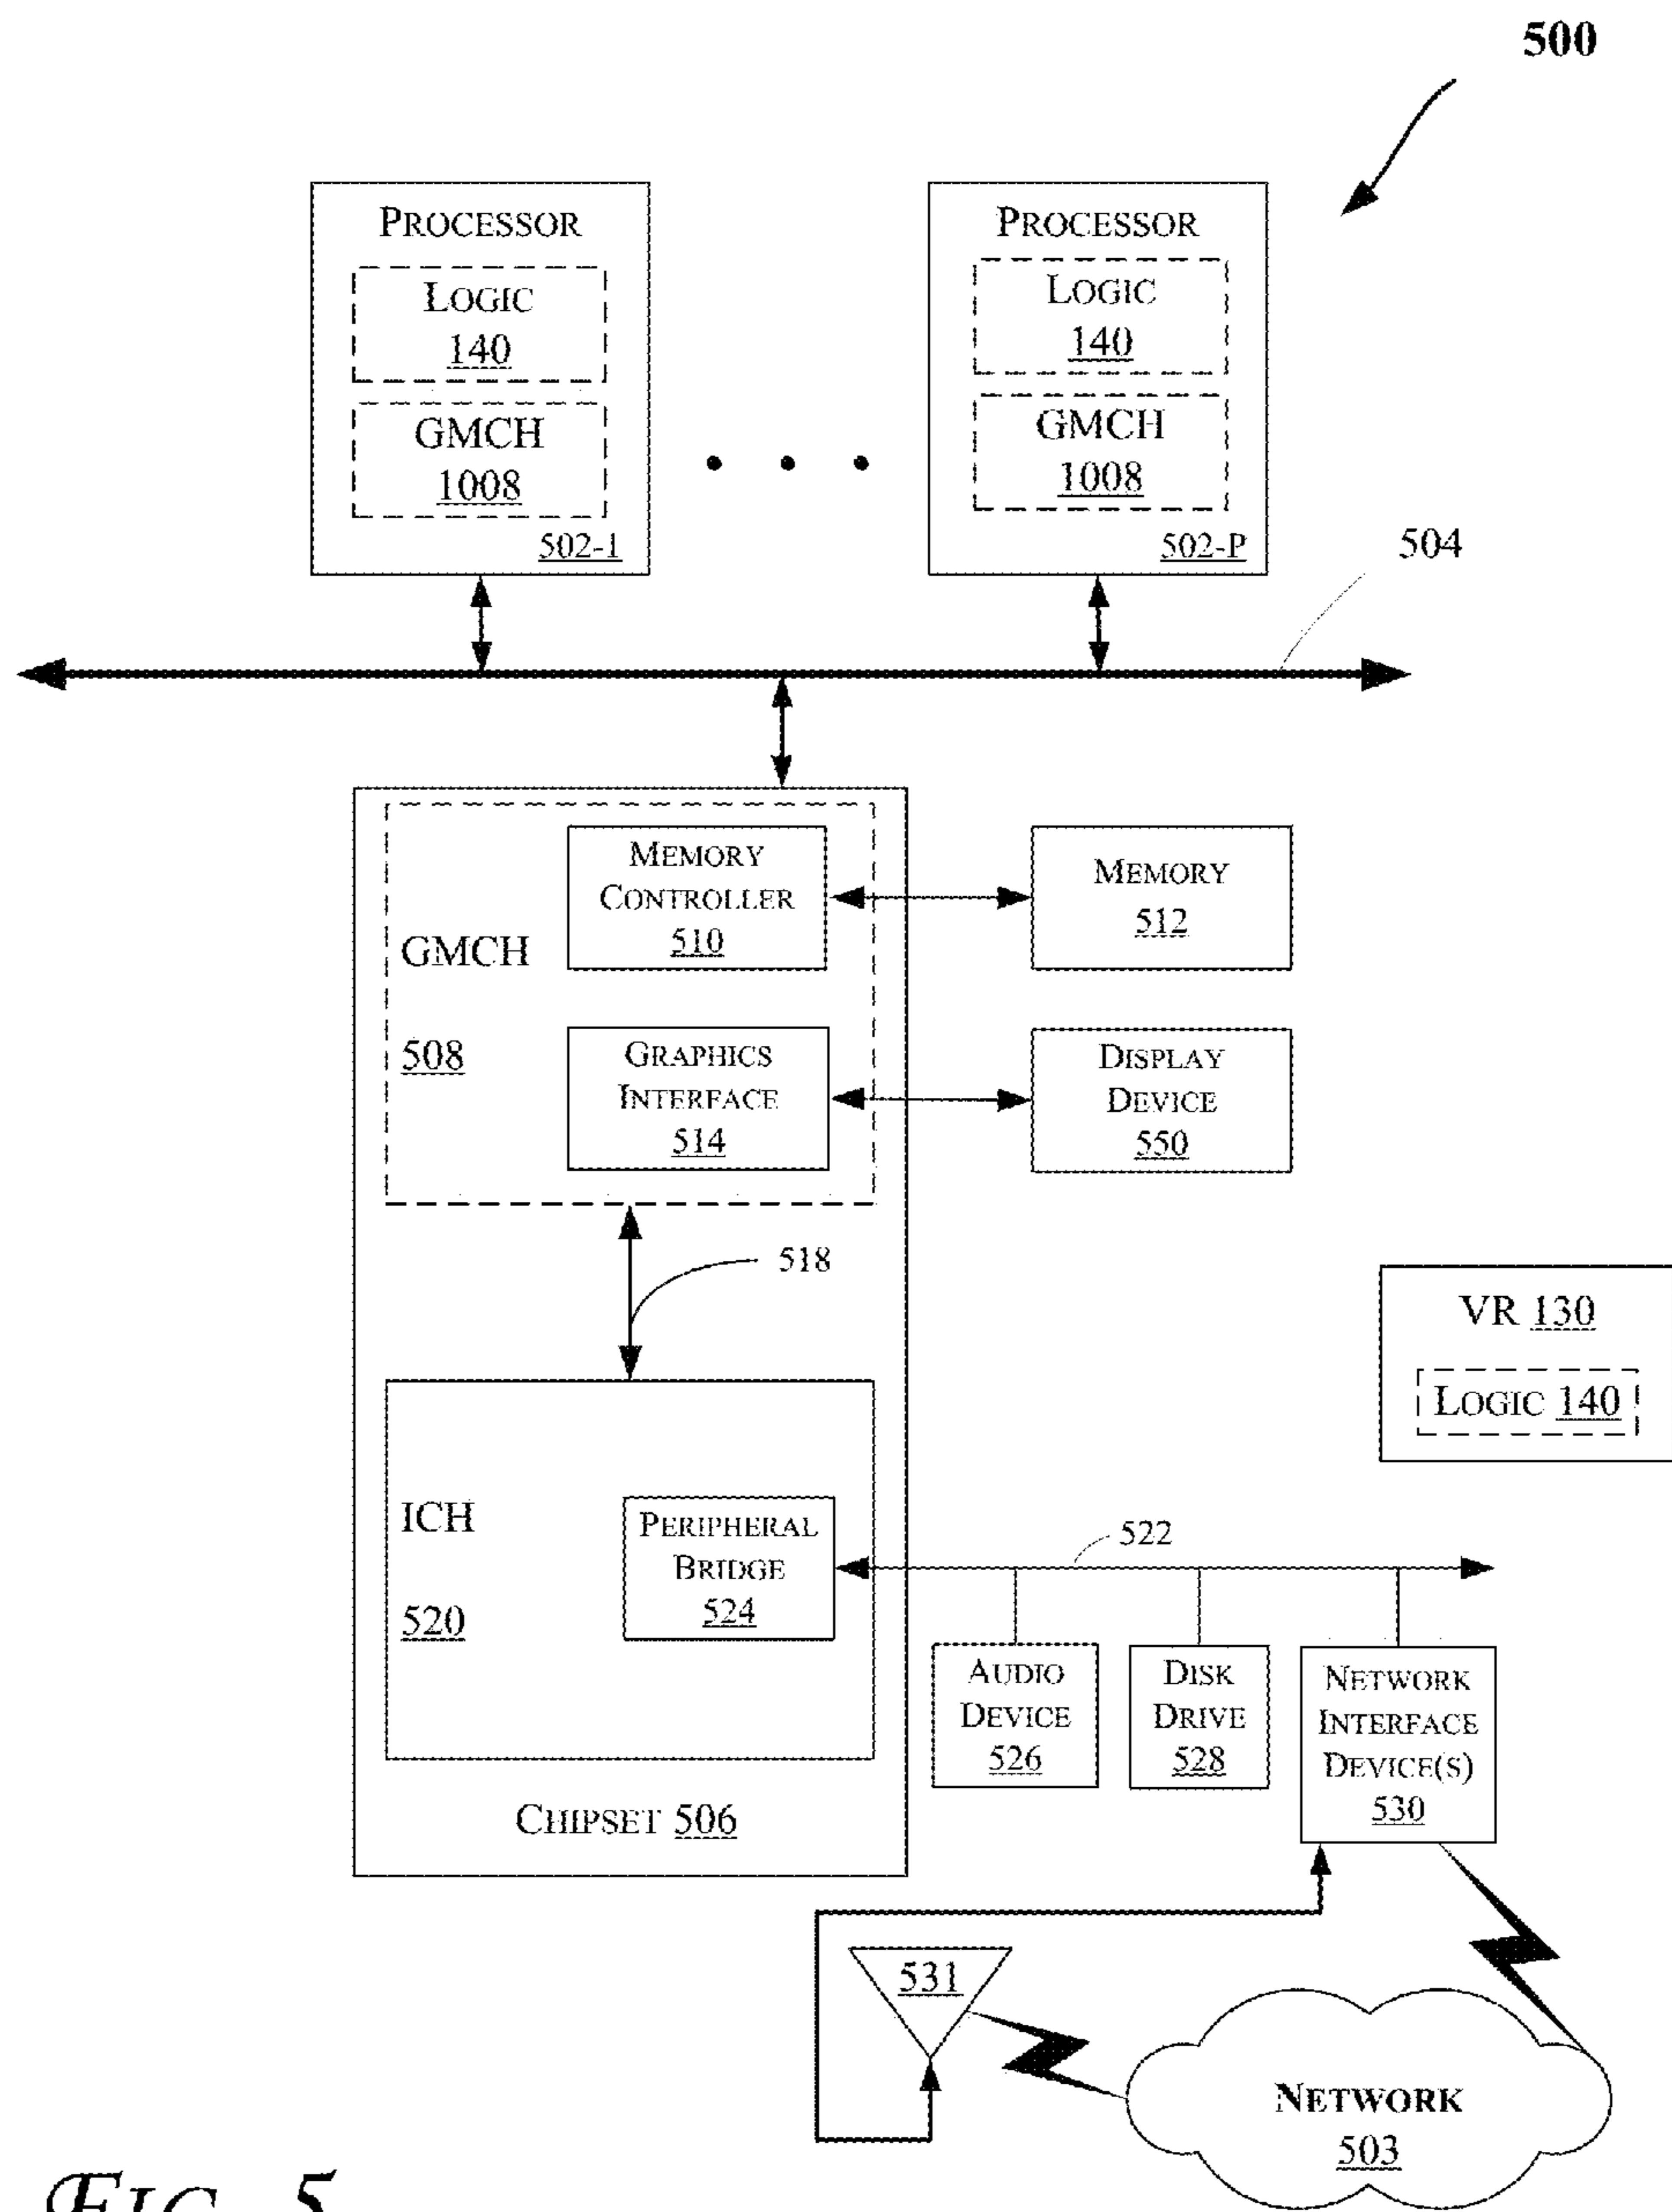 500
PROCESSOR
LOGIC
140
GMCH
1008
502-1
PROCESSOR
LOGIC
140
GMCH
1008
502-P
504
GMCH
508
MEMORY
CONTROLLER
510
MEMORY
512
GRAPHICS
INTERFACE
514
DISPLAY
DEVICE
550
518
VR 130
LOGIC 140
ICH
520
PERIPHERAL
BRIDGE
524
522
AUDIO
DEVICE
526
DISK
DRIVE
528
NETWORK
INTERFACE
DEVICE(S)
530
CHIPSET 506
531
NETWORK
503
FIG. 5